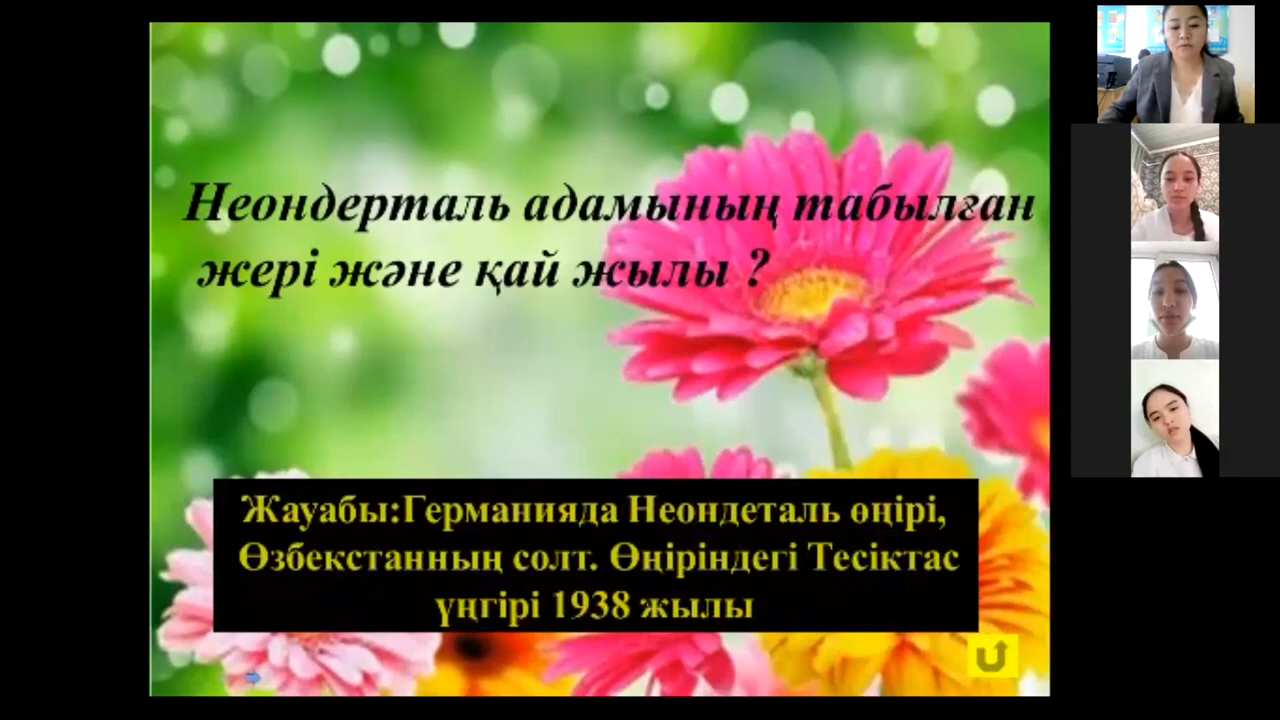 Неондерталь адамының табылған
жері және қай жылы ?
Жауабы:Германияда Неондеталь өңірі,
Өзбекстанның солт. Өңіріндегі Тесіктас
үңгірі 1938 жылы